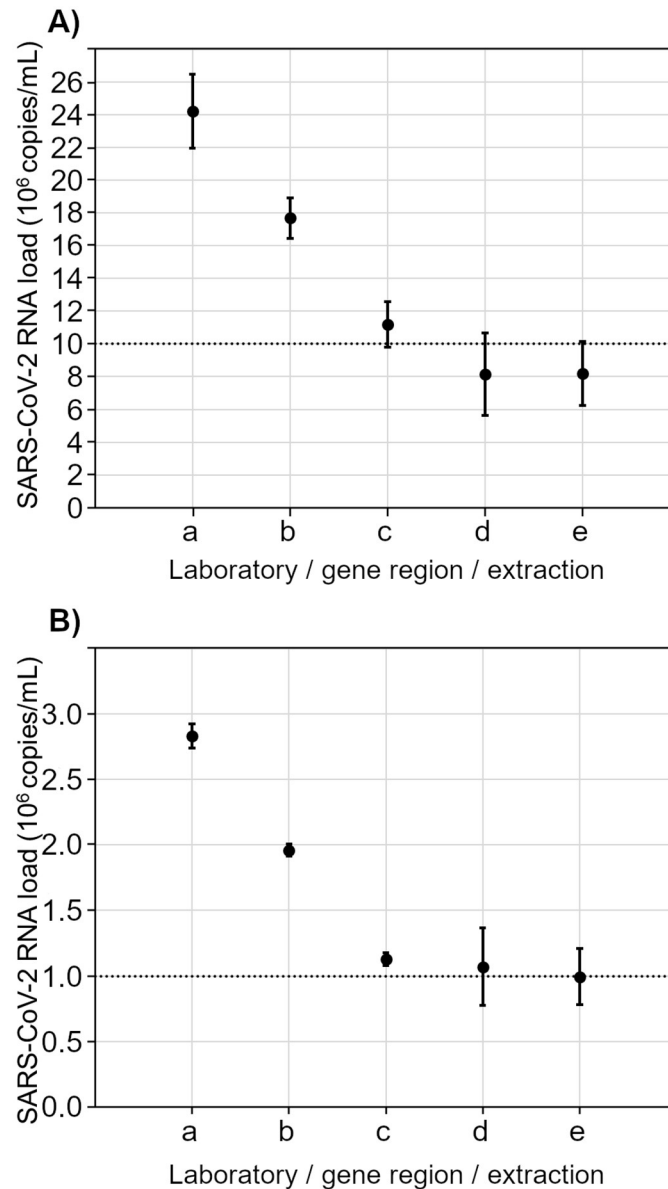 A)
SARS-CoV-2 RNA load (10⁶ copies/mL)
26
24
22
20
18
16
14
12
10
8
6
4
2
0
a b c d e
Laboratory / gene region / extraction
B)
SARS-CoV-2 RNA load (10⁶ copies/mL)
3.0
2.5
2.0
1.5
1.0
0.5
0.0
a b c d e
Laboratory / gene region / extraction